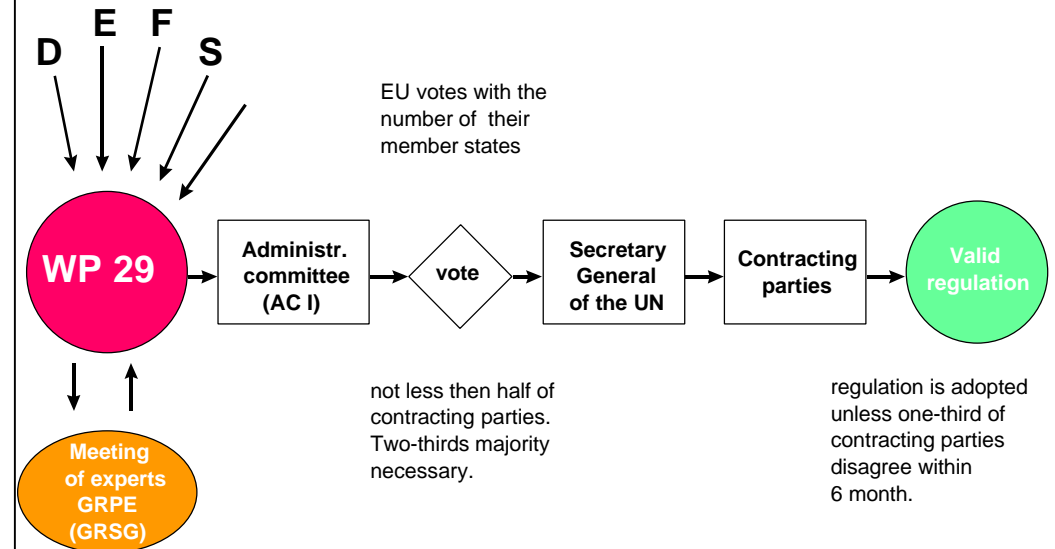 D
E
F
S
EU votes with the
number of their
member states
WP 29
Administr.
committee
(AC I)
vote
Secretary
General
of the UN
Contracting
parties
Valid
regulation
not less then half of
contracting parties.
Two-thirds majority
necessary.
regulation is adopted
unless one-third of
contracting parties
disagree within
6 month.
Meeting
of experts
GRPE
(GRSG)